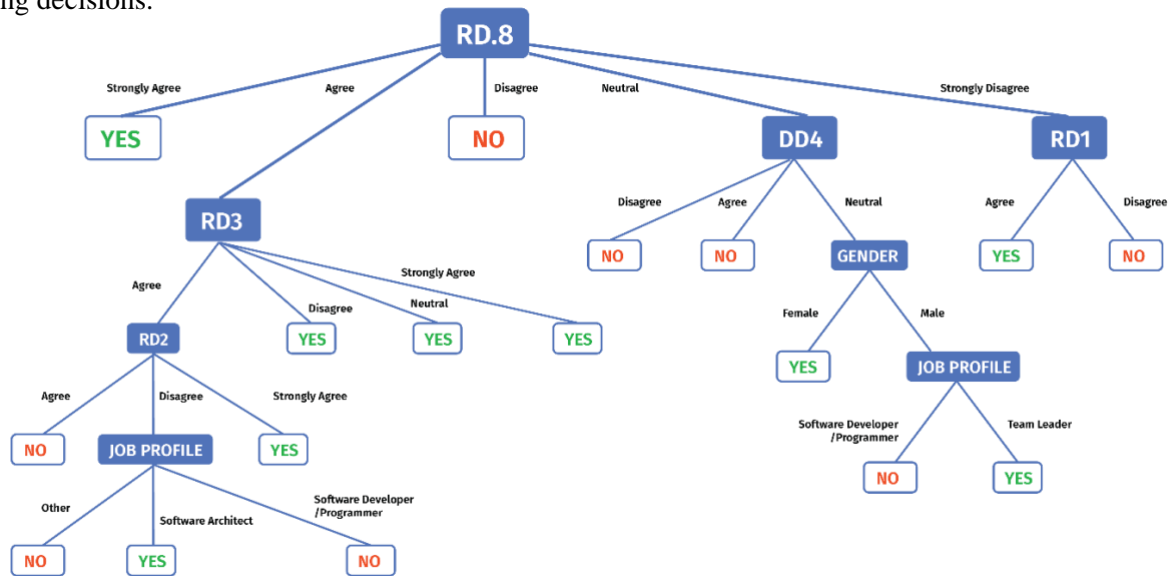 ng decisions.
RD.8
Strongly Agree
Agree
Disagree
Neutral
Strongly Disagree
YES
NO
DD4
RD1
RD3
Disagree
Agree
Neutral
Agree
Disagree
NO
NO
GENDER
YES
NO
Agree
Disagree
Neutral
Strongly Agree
RD2
YES
YES
YES
Female
Male
YES
JOB PROFILE
Agree
Disagree
Strongly Agree
NO
JOB PROFILE
YES
Software Developer
/Programmer
Team Leader
NO
YES
Other
Software Architect
Software Developer
/Programmer
NO
YES
NO